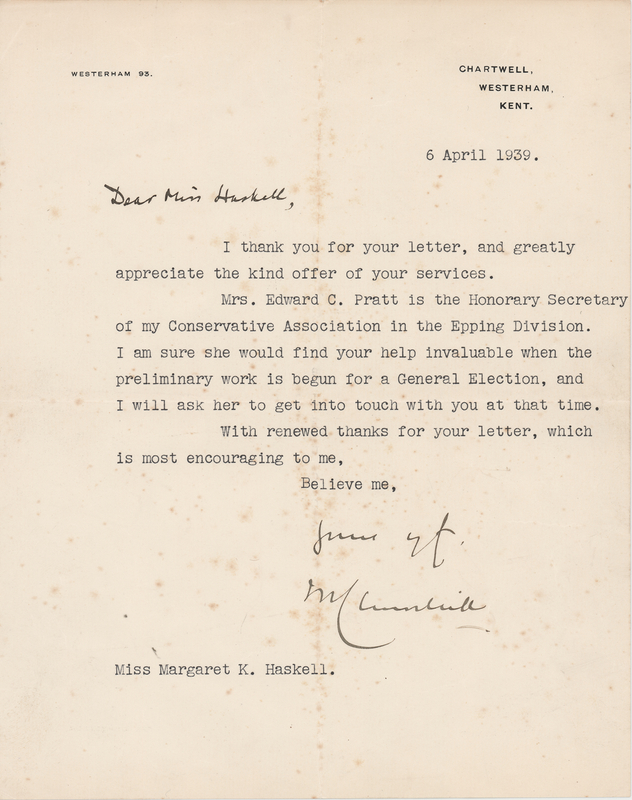 WESTERHAM 93.
CHARTWELL,
WESTERHAM,
KENT.
6 April 1939.
Dear Miss Haskell,
I thank you for your letter, and greatly
appreciate the kind offer of your services.
Mrs. Edward C. Pratt is the Honorary Secretary
of my Conservative Association in the Epping Division.
I am sure she would find your help invaluable when the
preliminary work is begun for a General Election, and
I will ask her to get into touch with you at that time.
With renewed thanks for your letter, which
is most encouraging to me,
Believe me,
W Churchill
Miss Margaret K. Haskell.